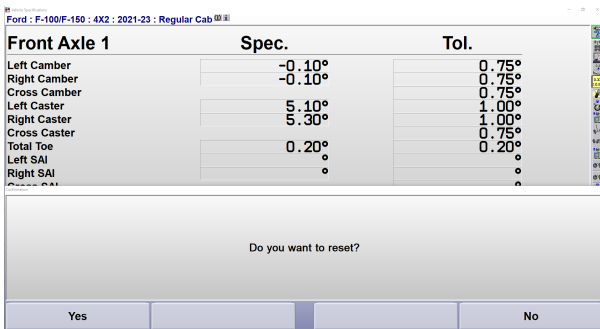 Vehicle Specifications
Ford : F-100/F-150 : 4X2 : 2021-23 : Regular Cab
Front Axle 1 Spec. Tol.
Left Camber -0.10° 0.75°
Right Camber -0.10° 0.75°
Cross Camber 0.75°
Left Caster 5.10° 1.00°
Right Caster 5.30° 1.00°
Cross Caster 0.75°
Total Toe 0.20° 0.20°
Left SAI ° °
Right SAI ° °
Cross SAI °
Confirmation
Do you want to reset?
Yes No